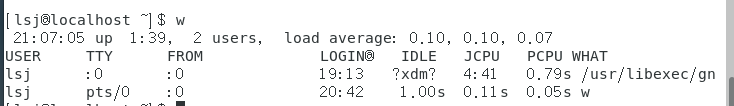 [lsj@localhost ~]$ w
 21:07:05 up  1:39,  2 users,  load average: 0.10, 0.10, 0.07
USER     TTY      FROM             LOGIN@   IDLE   JCPU   PCPU WHAT
lsj      :0       :0               19:13   ?xdm?   4:41   0.79s /usr/libexec/gn
lsj      pts/0    :0               20:42    1.00s  0.11s  0.05s w
[lsj@localhost ~]$